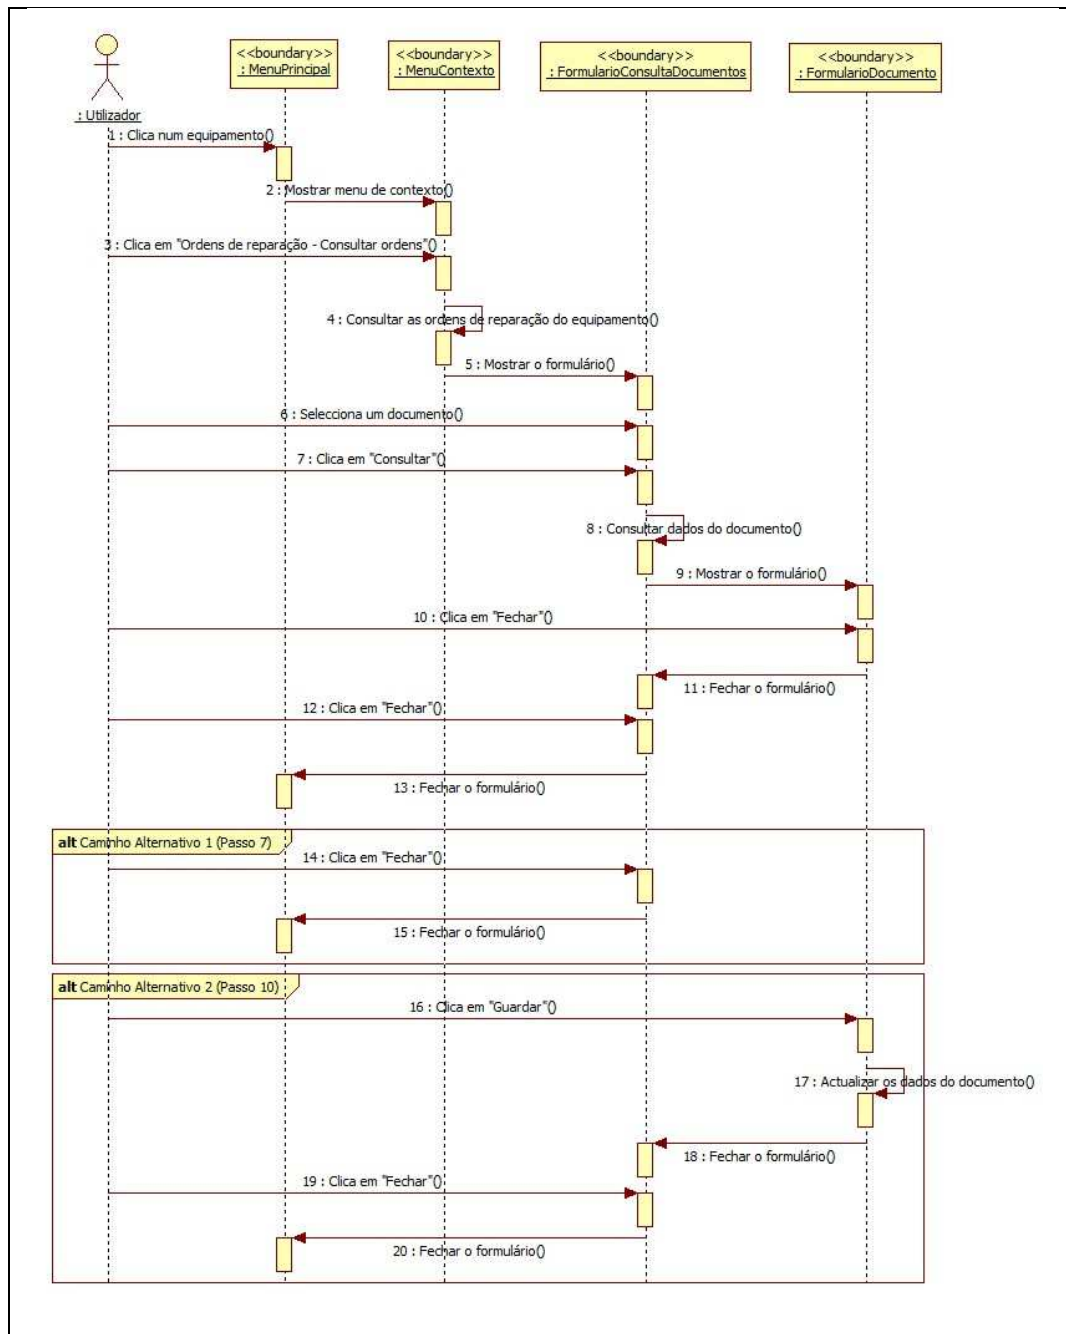 <<boundary>>
: MenuPrincipal
<<boundary>>
: MenuContexto
<<boundary>>
: FormularioConsultaDocumentos
<<boundary>>
: FormularioDocumento
: Utilizador
1 : Clica num equipamento()
2 : Mostrar menu de contexto()
3 : Clica em "Ordens de reparação - Consultar ordens"()
4 : Consultar as ordens de reparação do equipamento()
5 : Mostrar o formulário()
6 : Selecciona um documento()
7 : Clica em "Consultar"()
8 : Consultar dados do documento()
9 : Mostrar o formulário()
10 : Clica em "Fechar"()
11 : Fechar o formulário()
12 : Clica em "Fechar"()
13 : Fechar o formulário()
alt Caminho Alternativo 1 (Passo 7)
14 : Clica em "Fechar"()
15 : Fechar o formulário()
alt Caminho Alternativo 2 (Passo 10)
16 : Clica em "Guardar"()
17 : Actualizar os dados do documento()
18 : Fechar o formulário()
19 : Clica em "Fechar"()
20 : Fechar o formulário()